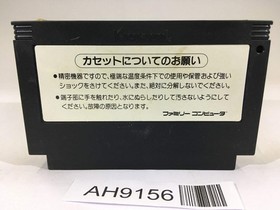 カセットについてのお願い
●精密機器ですので、極端な温度条件下での使用や保管および強い
ショックをさけてください。また、絶対に分解しないでください。
●端子部に手を触れたり、水にぬらしたりして汚さないようにして
ください。故障の原因となります。
ファミリー コンピュータ
AH9156